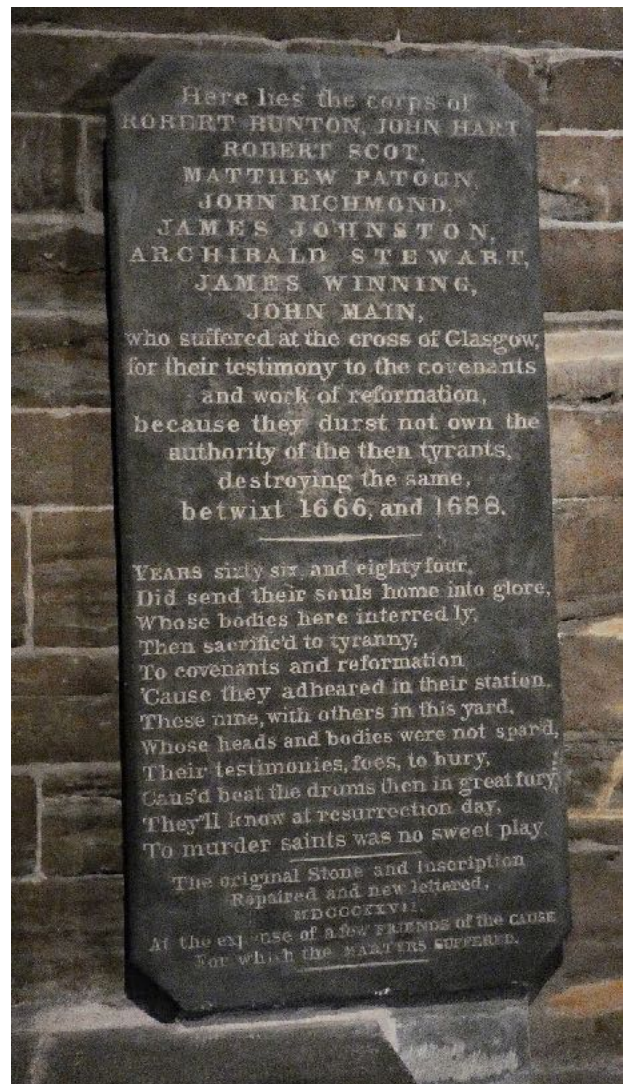 Here lies the corps of
ROBERT BUNTON, JOHN HART
ROBERT SCOT,
MATTHEW PATOUN,
JOHN RICHMOND,
JAMES JOHNSTON,
ARCHIBALD STEWART,
JAMES WINNING,
JOHN MAIN,
who suffered at the cross of Glasgow,
for their testimony to the covenants
and work of reformation,
because they durst not own the
authority of the then tyrants,
destroying the same,
betwixt 1666, and 1688.
YEARS sixty six, and eighty four,
Did send their souls home into glore,
Whose bodies here interred ly,
Then sacrific'd to tyranny;
To covenants and reformation
'Cause they adheared in their station.
These nine, with others in this yard,
Whose heads and bodies were not spar'd,
Their testimonies, foes, to bury,
Caus'd beat the drums then in great fury,
They'll know at resurrection day,
To murder saints was no sweet play.
The original Stone and Inscription
Repaired and new lettered,
MDCCCXXVII.
At the expense of a few FRIENDS of the CAUSE
For which the MARTYRS SUFFERED.